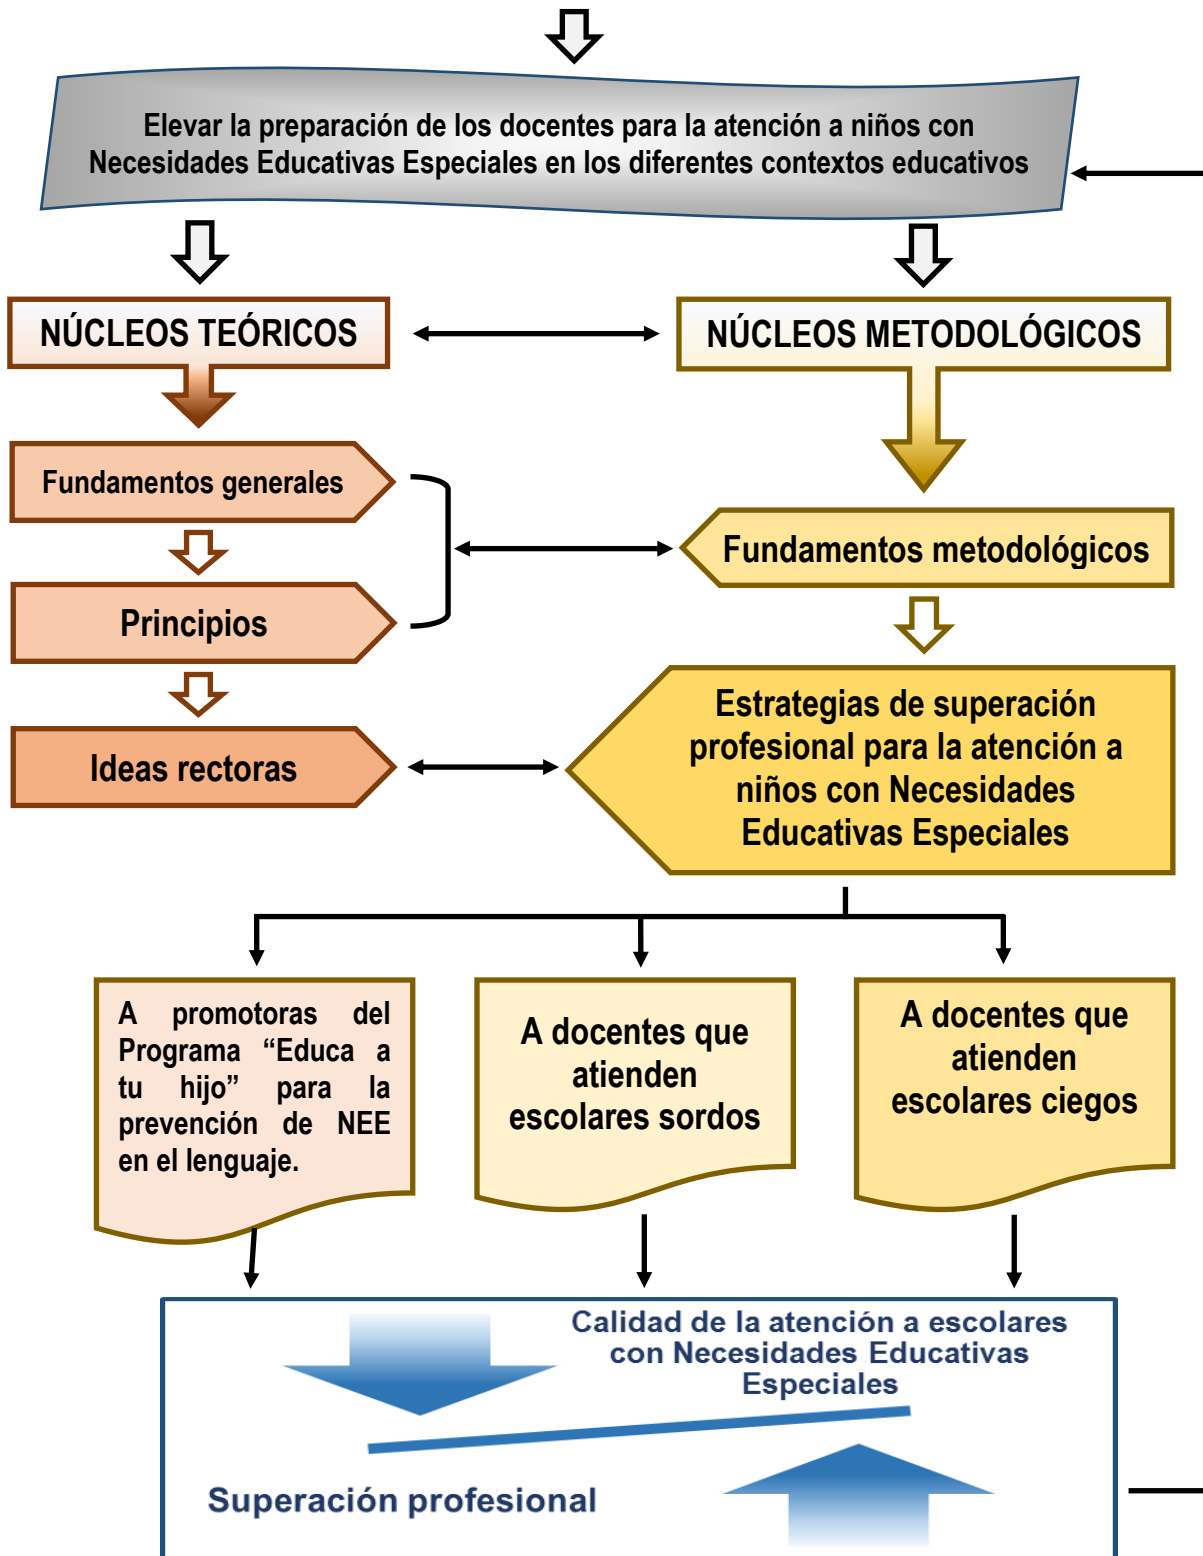 Elevar la preparación de los docentes para la atención a niños con
Necesidades Educativas Especiales en los diferentes contextos educativos
NÚCLEOS TEÓRICOS
NÚCLEOS METODOLÓGICOS
Fundamentos generales
Fundamentos metodológicos
Principios
Ideas rectoras
Estrategias de superación
profesional para la atención a
niños con Necesidades
Educativas Especiales
A promotoras del
Programa “Educa a
tu hijo” para la
prevención de NEE
en el lenguaje.
A docentes que
atienden
escolares sordos
A docentes que
atienden
escolares ciegos
Calidad de la atención a escolares
con Necesidades Educativas
Especiales
Superación profesional